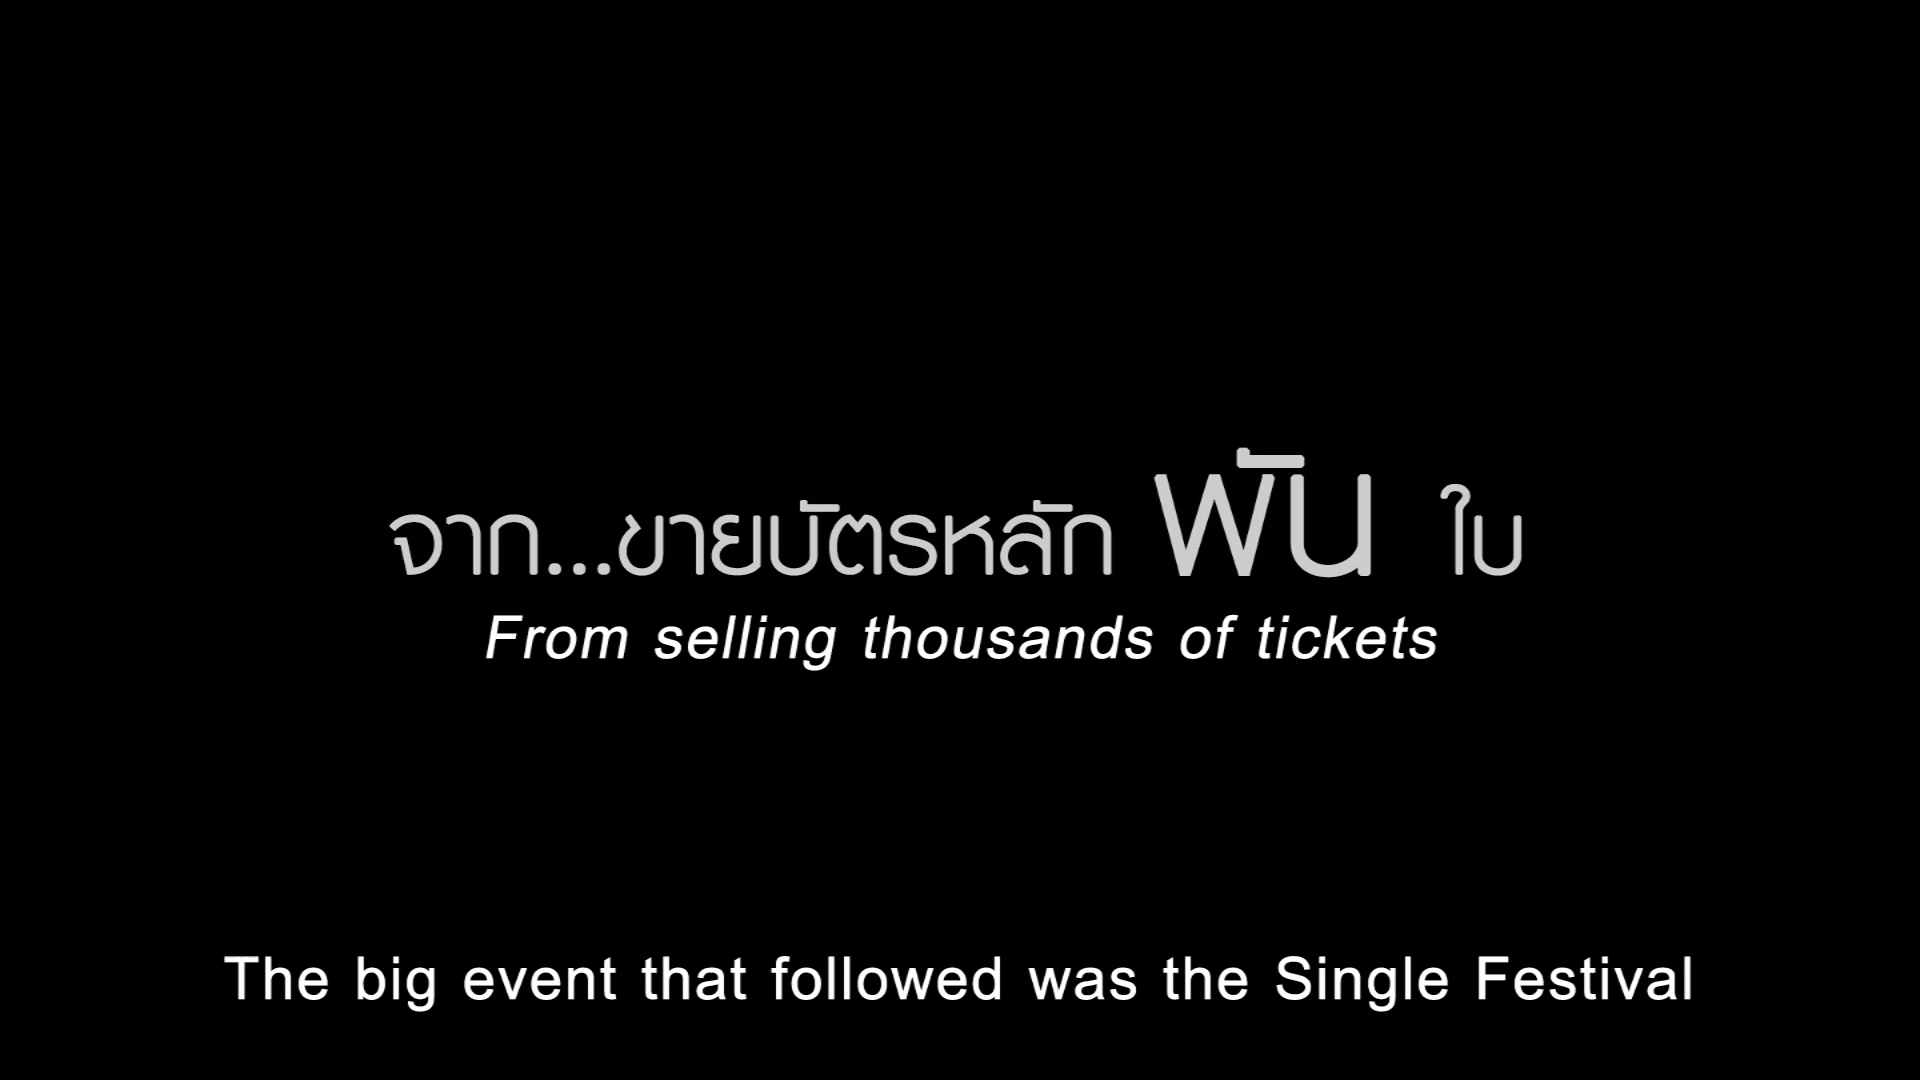 จาก...ขายบัตรหลัก พัน ใบ
From selling thousands of tickets
The big event that followed was the Single Festival